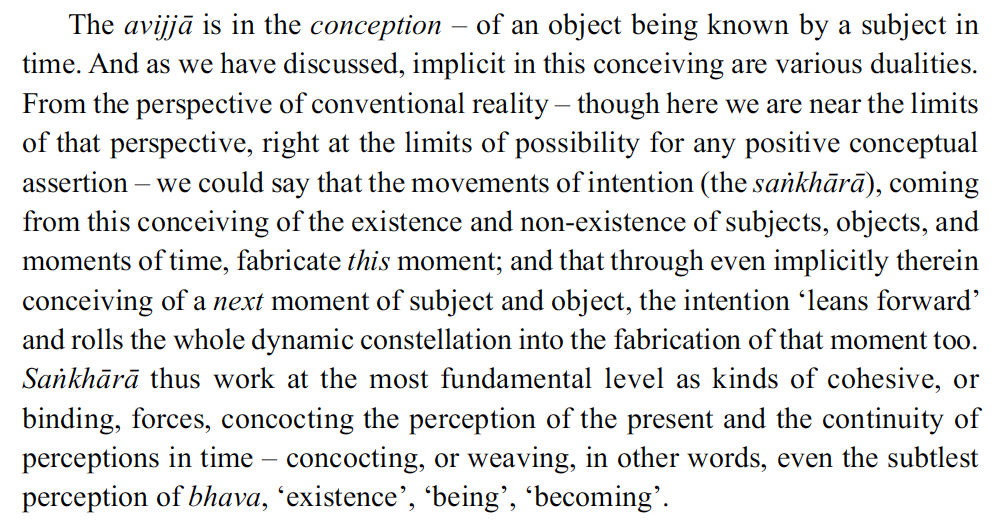 The avijjā is in the conception – of an object being known by a subject in
time. And as we have discussed, implicit in this conceiving are various dualities.
From the perspective of conventional reality – though here we are near the limits
of that perspective, right at the limits of possibility for any positive conceptual
assertion – we could say that the movements of intention (the saṅkhārā), coming
from this conceiving of the existence and non-existence of subjects, objects, and
moments of time, fabricate this moment; and that through even implicitly therein
conceiving of a next moment of subject and object, the intention ‘leans forward’
and rolls the whole dynamic constellation into the fabrication of that moment too.
Saṅkhārā thus work at the most fundamental level as kinds of cohesive, or
binding, forces, concocting the perception of the present and the continuity of
perceptions in time – concocting, or weaving, in other words, even the subtlest
perception of bhava, ‘existence’, ‘being’, ‘becoming’.